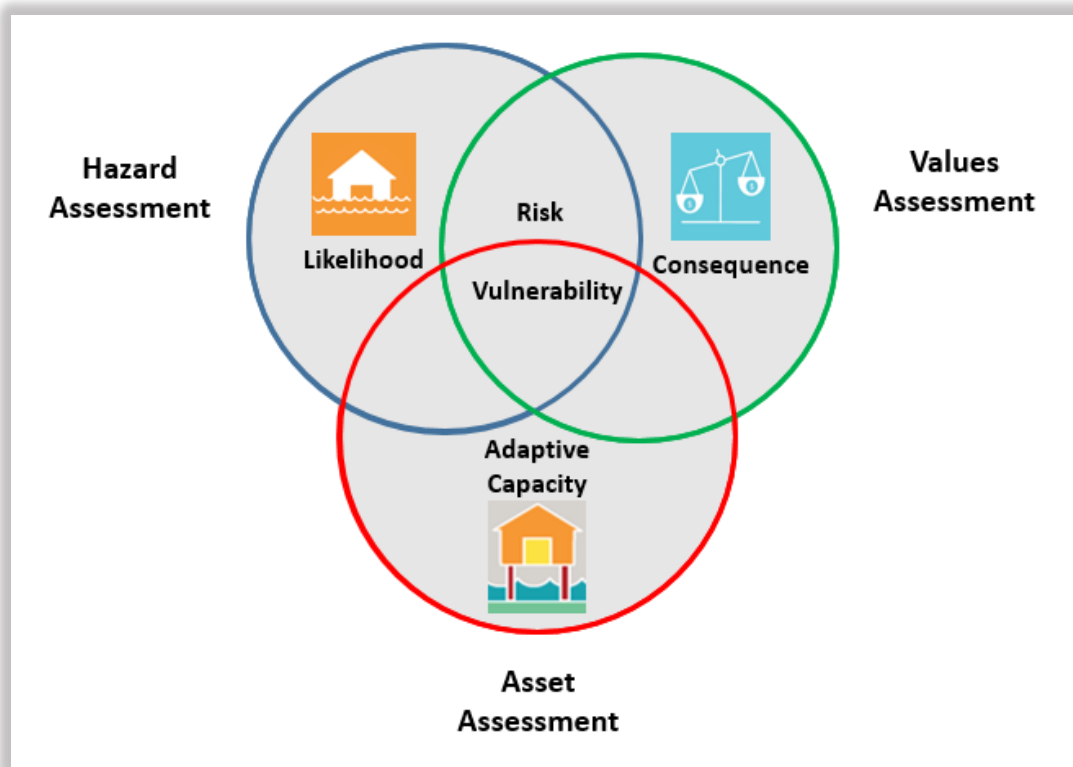 Hazard
Assessment
Values
Assessment
Likelihood
Risk
Consequence
Vulnerability
Adaptive
Capacity
Asset
Assessment
$
$